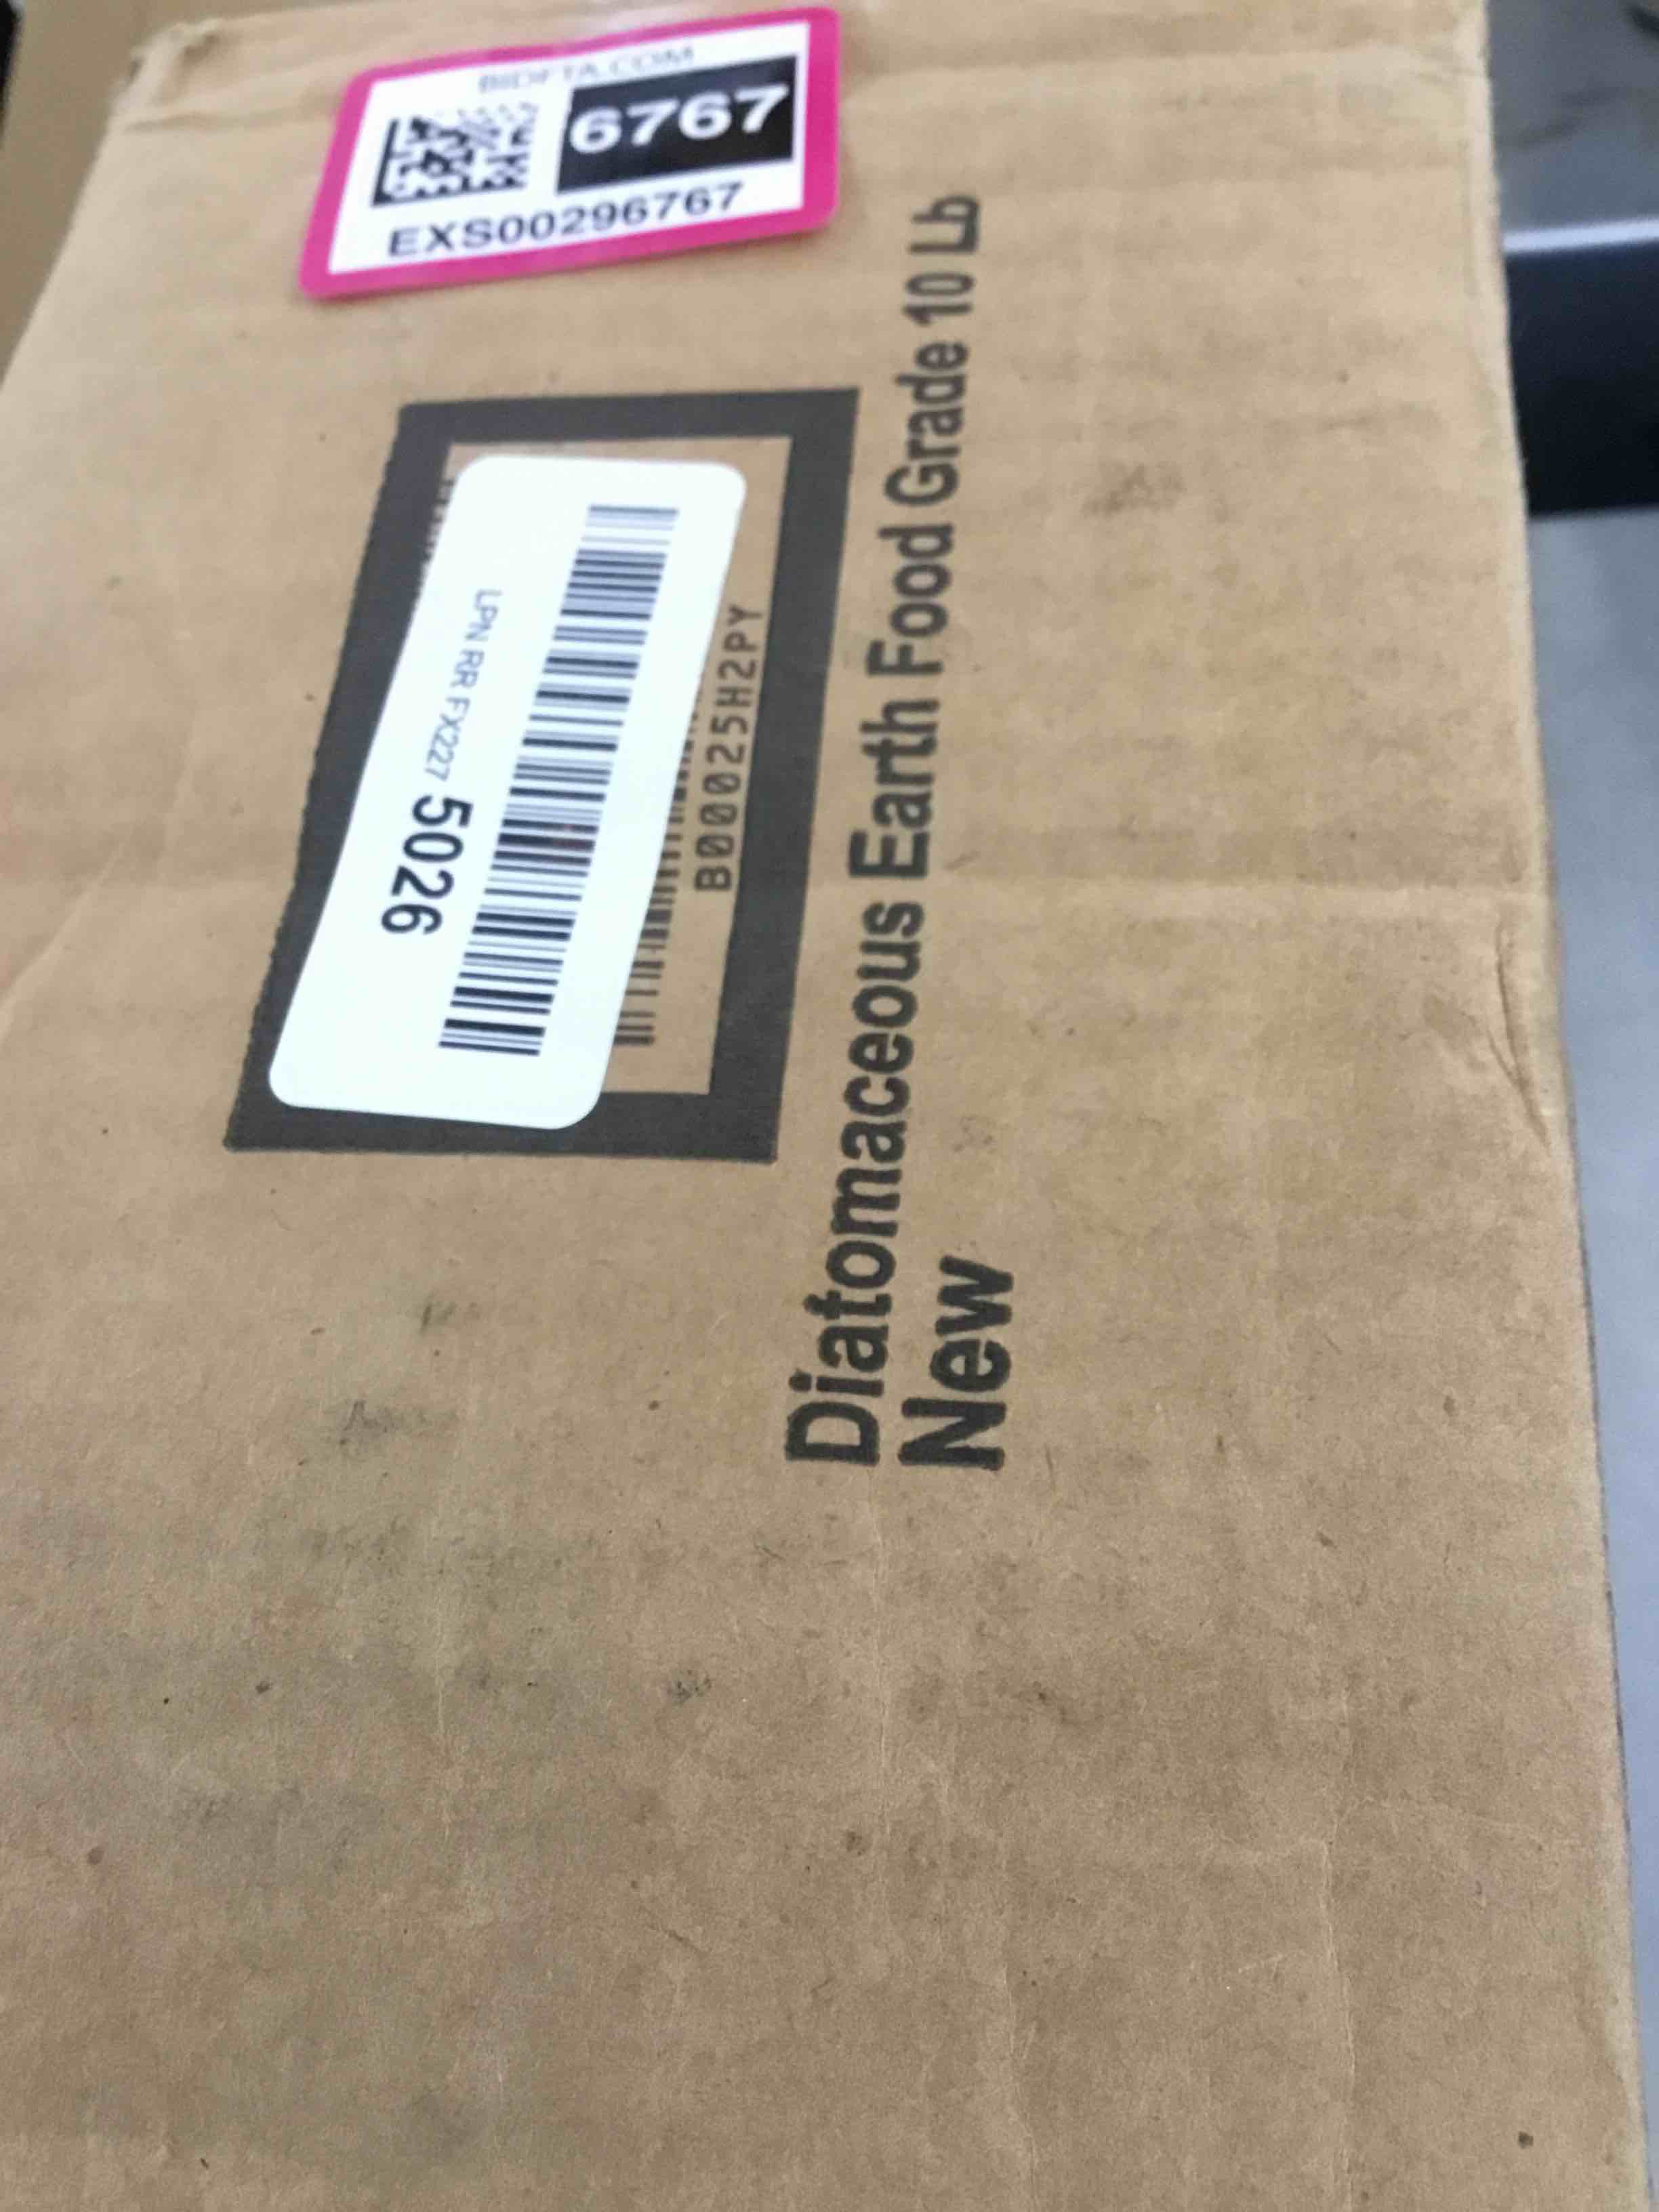 BIDFTA.COM
6767
EXS00296767
LPN RR FX227 5026
B00025H2PY
Diatomaceous Earth Food Grade 10 Lb
New